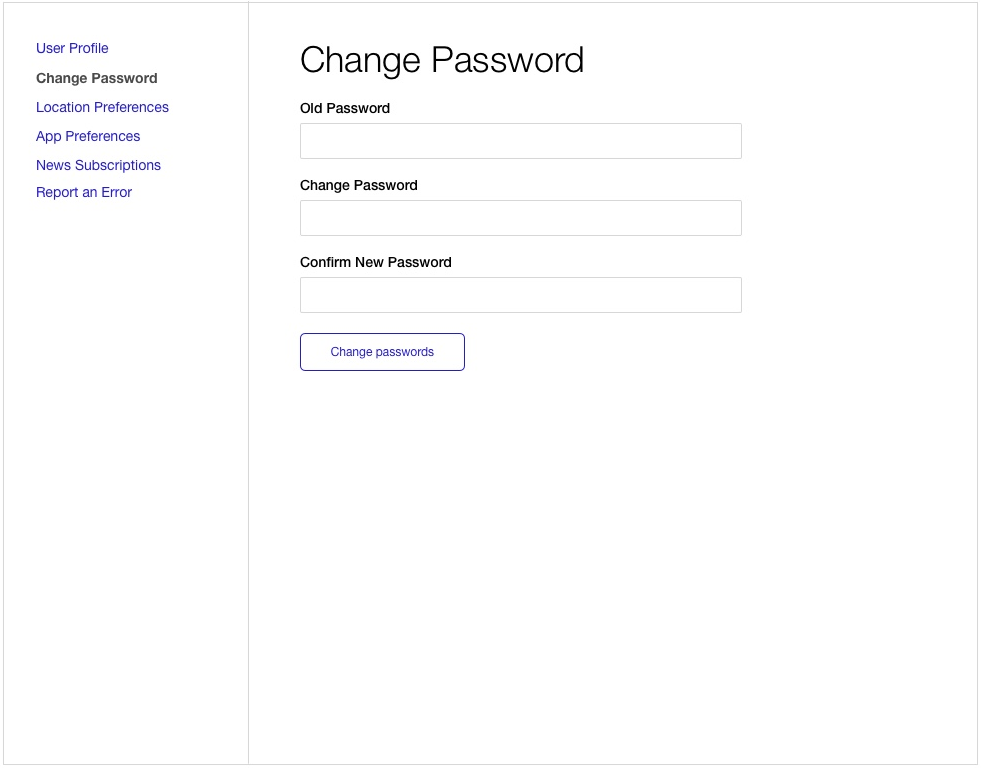 User Profile
Change Password
Location Preferences
App Preferences
News Subscriptions
Report an Error
Change Password
Old Password
Change Password
Confirm New Password
Change passwords